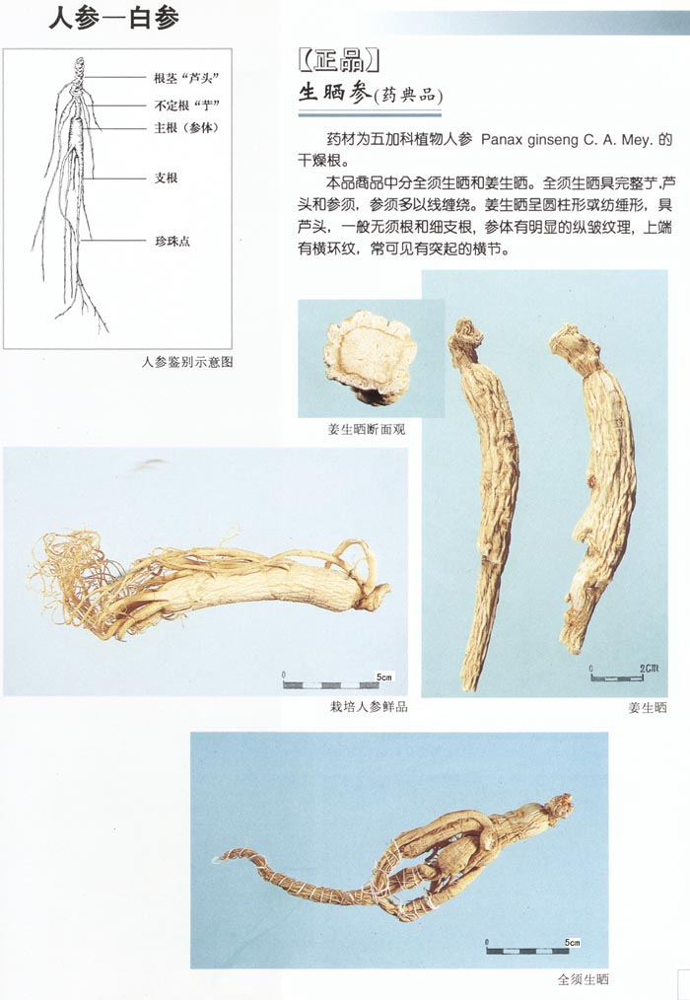 人参—白参
根茎“芦头”
不定根“艼”
主根（参体）
支根
珍珠点
人参鉴别示意图
【正品】
生晒参(药典品)
药材为五加科植物人参 Panax ginseng C. A. Mey. 的
干燥根。
本品商品中分全须生晒和姜生晒。全须生晒具完整艼,芦
头和参须，参须多以线缠绕。姜生晒呈圆柱形或纺缍形，具
芦头，一般无须根和细支根，参体有明显的纵皱纹理，上端
有横环纹，常可见有突起的横节。
姜生晒断面观
0 5cm
栽培人参鲜品
0 2cm
姜生晒
0 5cm
全须生晒